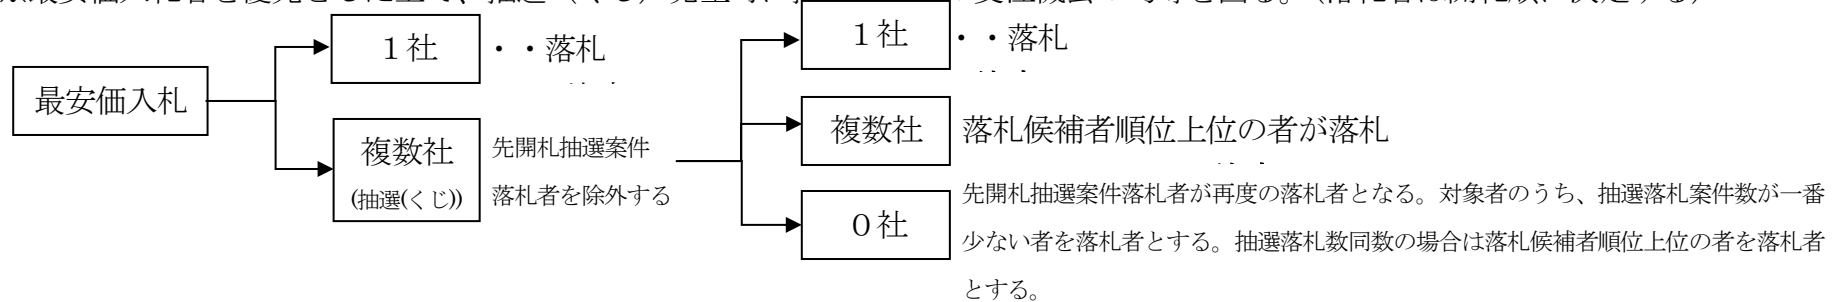 最安価入札
１社
・・落札
複数社
(抽選(くじ))
先開札抽選案件
落札者を除外する
１社
・・落札
複数社
落札候補者順位上位の者が落札
０社
先開札抽選案件落札者が再度の落札者となる。対象者のうち、抽選落札案件数が一番
少ない者を落札者とする。抽選落札数同数の場合は落札候補者順位上位の者を落札者
とする。